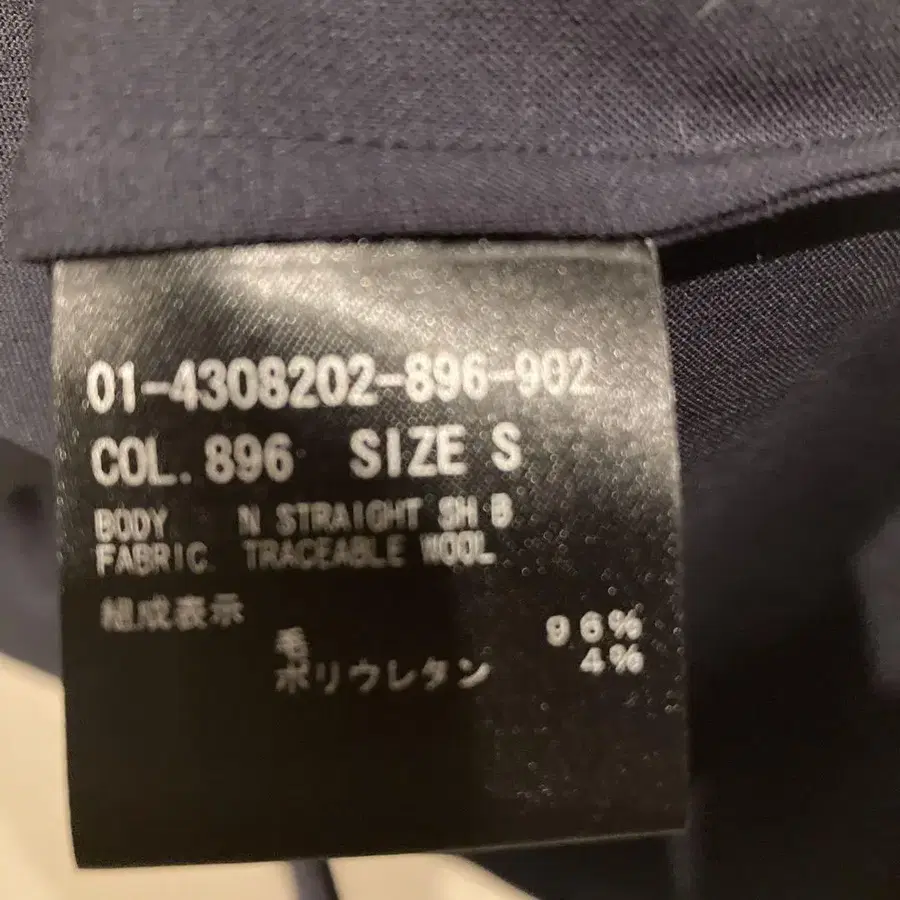 01-4308202-896-902
COL. 896 SIZE S
BODY. N STRAIGHT SH B
FABRIC. TRACEABLE WOOL
組成表示
毛 96%
ポリウレタン 4%